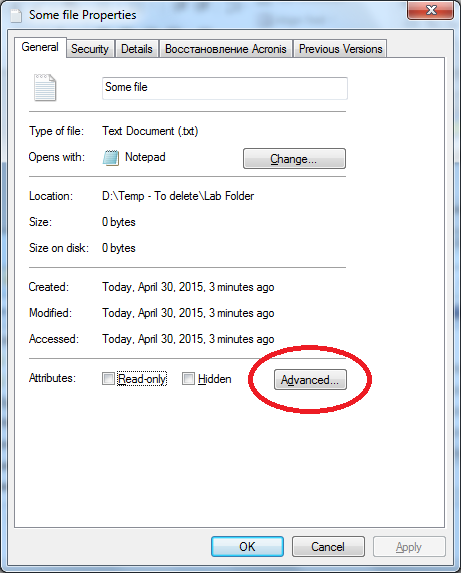 Some file Properties
General Security Details Восстановление Acronis Previous Versions
Some file
Type of file: Text Document (.txt)
Opens with: Notepad Change...
Location: D:\Temp - To delete\Lab Folder
Size: 0 bytes
Size on disk: 0 bytes
Created: Today, April 30, 2015, 3 minutes ago
Modified: Today, April 30, 2015, 3 minutes ago
Accessed: Today, April 30, 2015, 3 minutes ago
Attributes: Read-only Hidden Advanced...
OK Cancel Apply